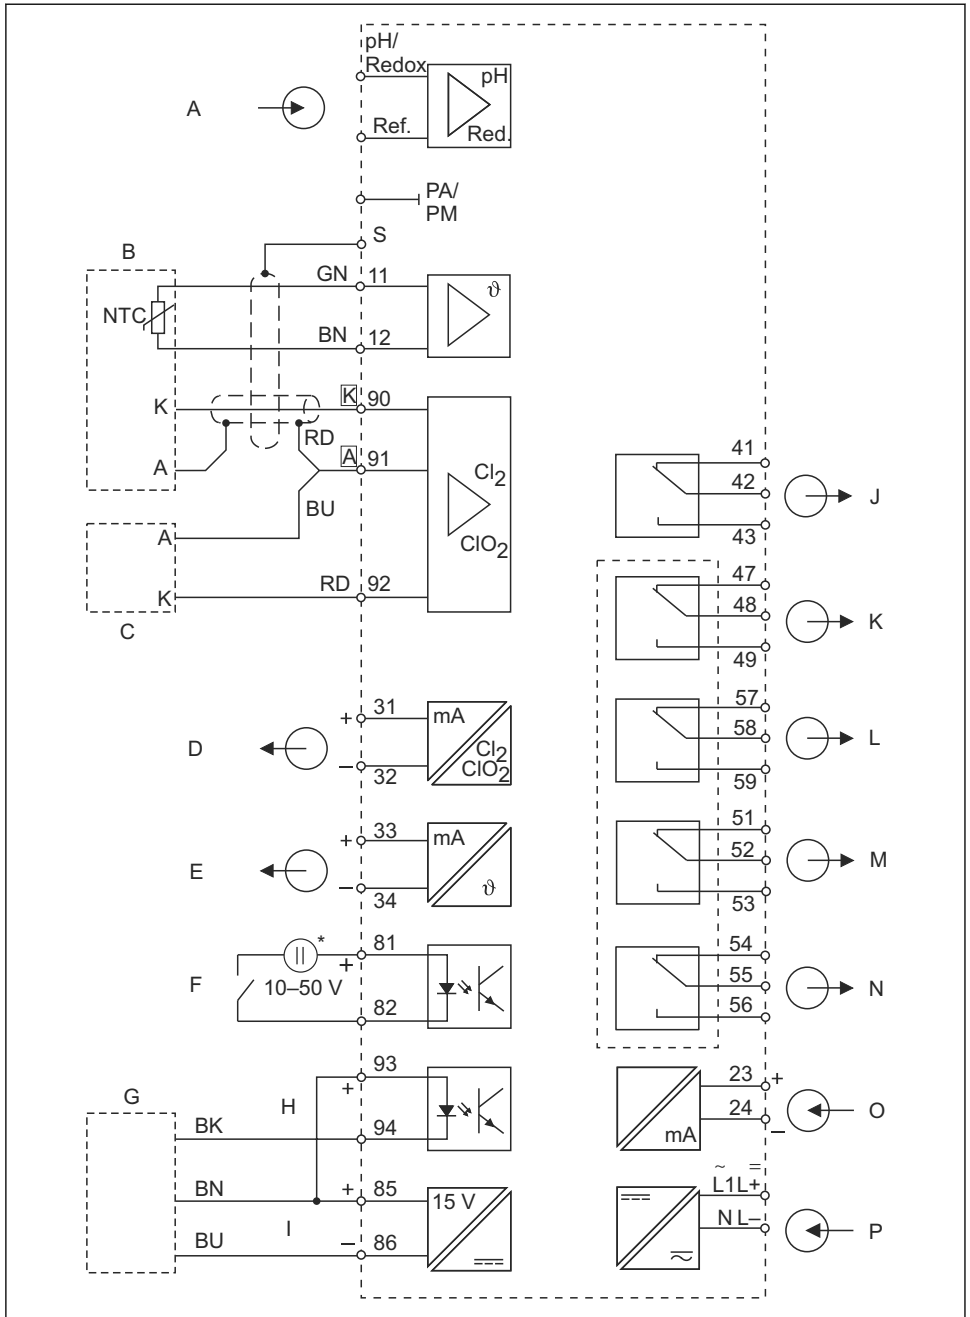 pH/
Redox
pH
A
Ref.
Red.
PA/
PM
S
B
GN 11
ϑ
NTC
BN 12
K
K 90
RD
A
A 91
Cl2
BU
ClO2
A
K
RD 92
C
41
42
J
43
47
48
K
49
57
58
L
59
51
52
M
53
54
55
N
56
+ 31
mA
D
Cl2
ClO2
– 32
+ 33
mA
E
ϑ
– 34
* 81
+
F
10–50 V
82
93
+
G
H
BK 94
BN + 85
15 V
I
BU – 86
23 +
24
O
mA
–
~ =
L1 L+
N L–
P